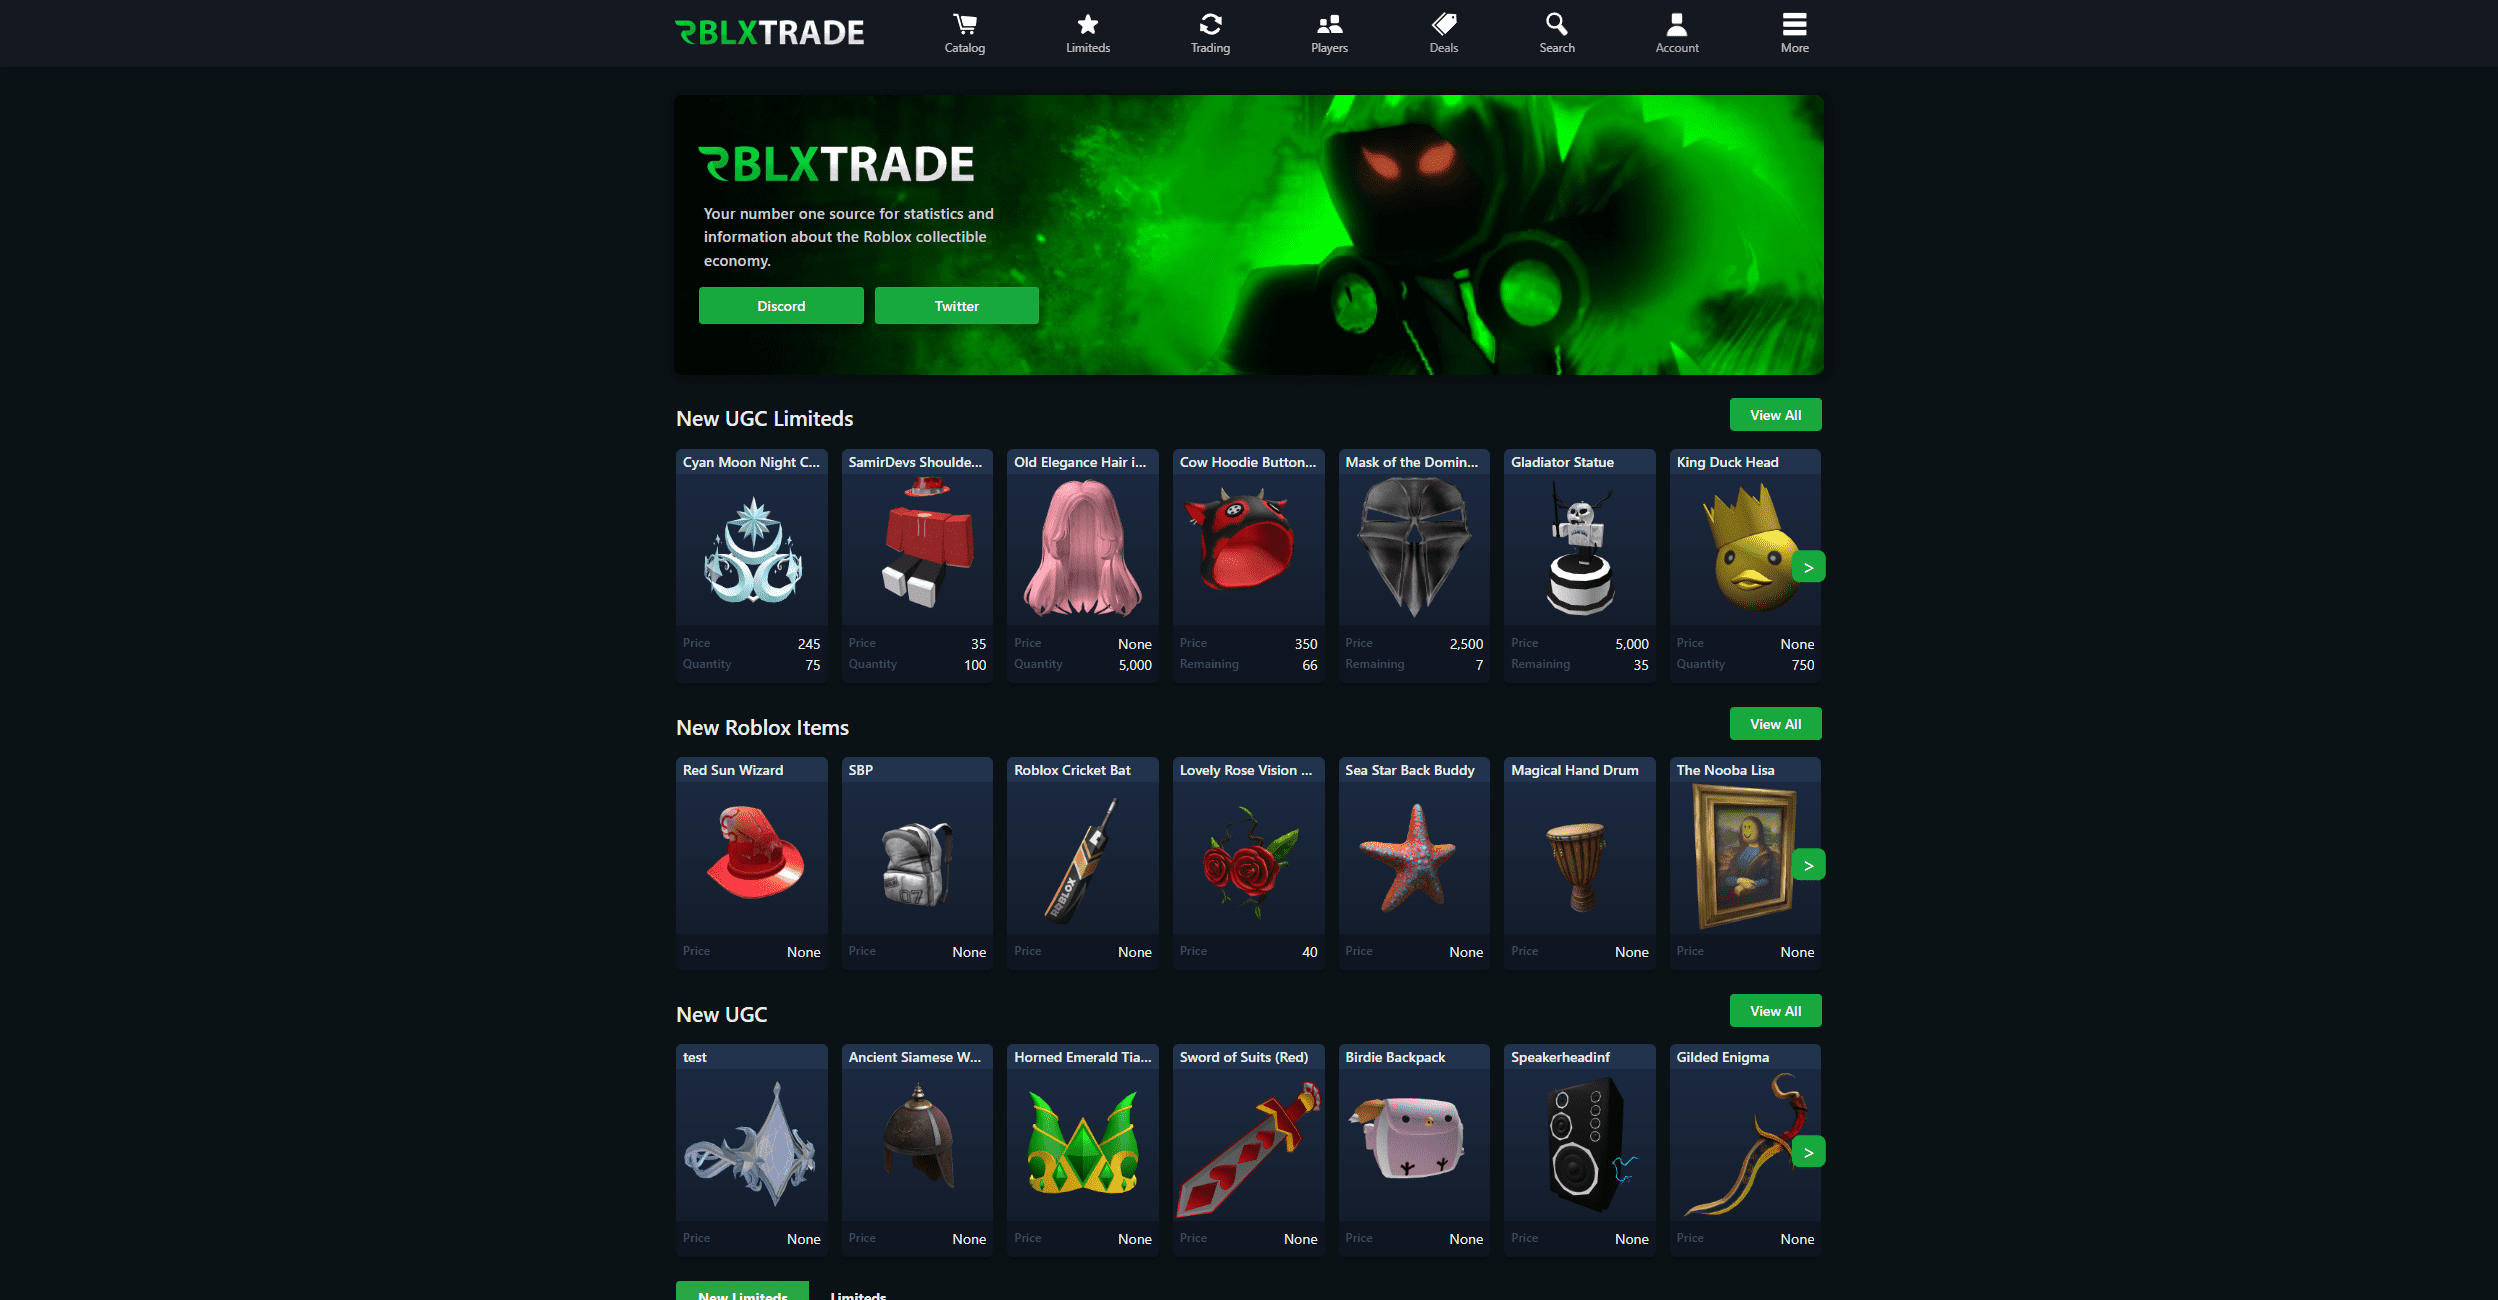 RBLXTRADE
Catalog
Limiteds
Trading
Players
Deals
Search
Account
More
RBLXTRADE
Your number one source for statistics and
information about the Roblox collectible
economy.
Discord
Twitter
New UGC Limiteds
View All
Cyan Moon Night C...
SamirDevs Shoulde...
Old Elegance Hair i...
Cow Hoodie Button...
Mask of the Domin...
Gladiator Statue
King Duck Head
>
Price 245
Quantity 75
Price 35
Quantity 100
Price None
Quantity 5,000
Price 350
Remaining 66
Price 2,500
Remaining 7
Price 5,000
Remaining 35
Price None
Quantity 750
New Roblox Items
View All
Red Sun Wizard
SBP
Roblox Cricket Bat
Lovely Rose Vision ...
Sea Star Back Buddy
Magical Hand Drum
The Nooba Lisa
07
ROBLOX
>
Price None
Price None
Price None
Price 40
Price None
Price None
Price None
New UGC
View All
test
Ancient Siamese W...
Horned Emerald Tia...
Sword of Suits (Red)
Birdie Backpack
Speakerheadinf
Gilded Enigma
>
Price None
Price None
Price None
Price None
Price None
Price None
Price None
New Limiteds
Limiteds